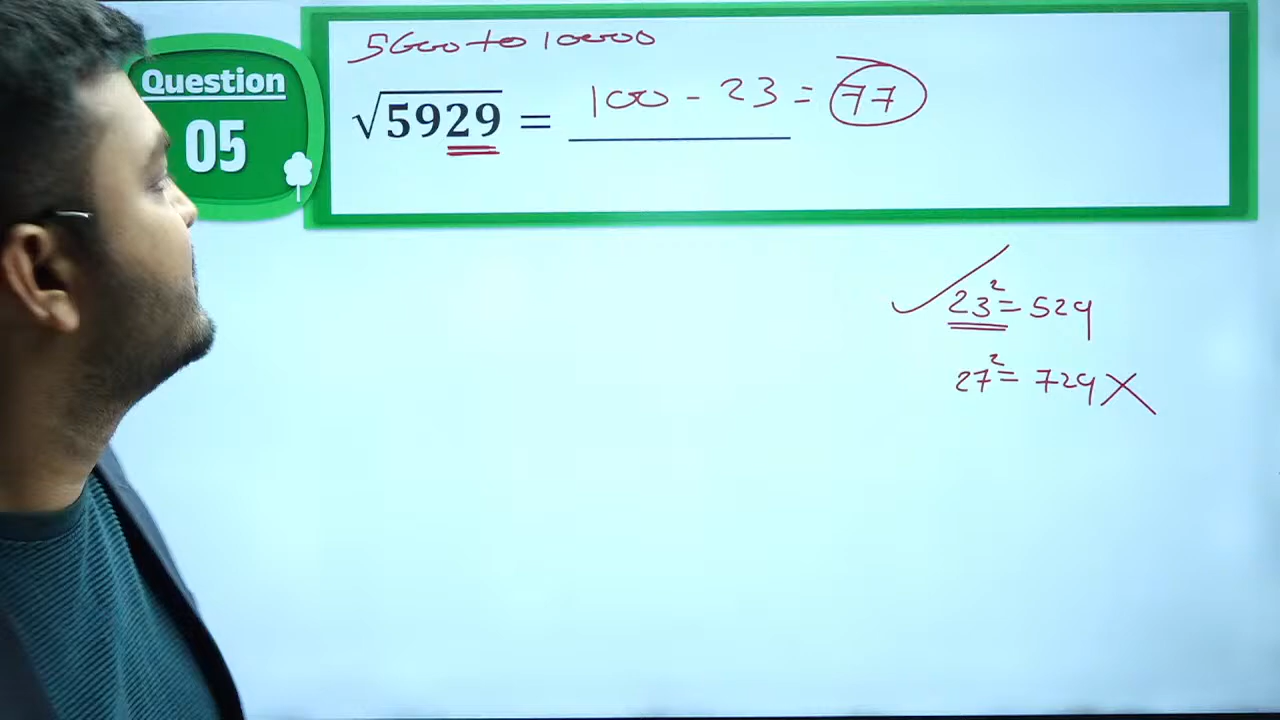 Question
05
5600 to 10000
√5929 = 100 - 23 = 77
23² = 529
27² = 729